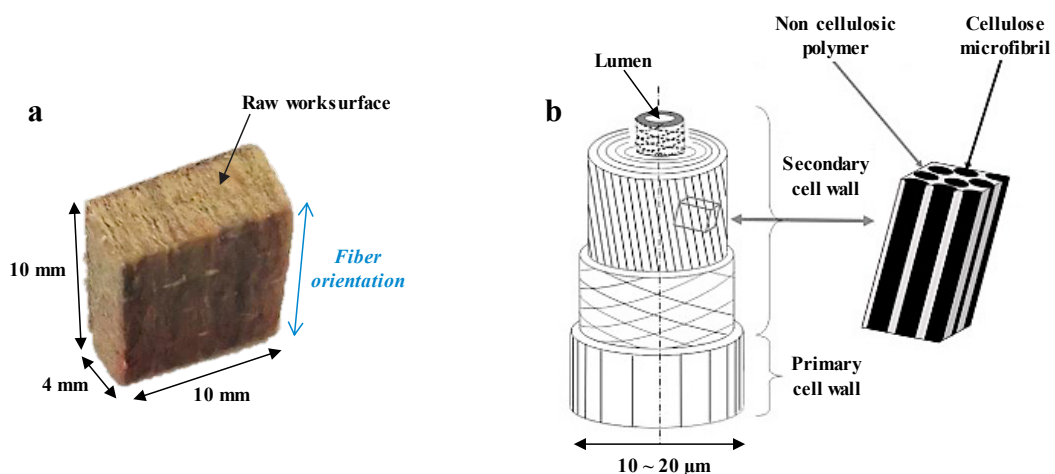 a
Raw worksurface
10 mm
Fiber
orientation
4 mm
10 mm
b
Lumen
Non cellulosic
polymer
Cellulose
microfibril
Secondary
cell wall
Primary
cell wall
10 ~ 20 µm